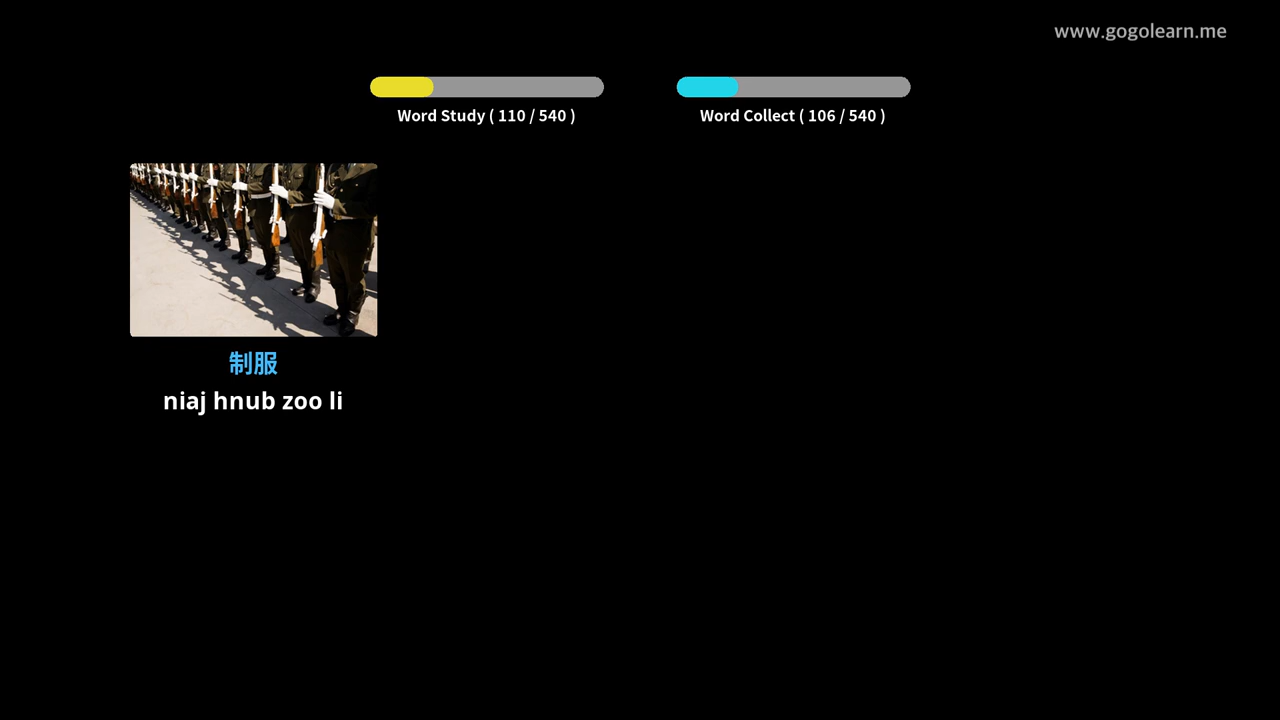 www.gogolearn.me
Word Study ( 110 / 540 )
Word Collect ( 106 / 540 )
制服
niaj hnub zoo li